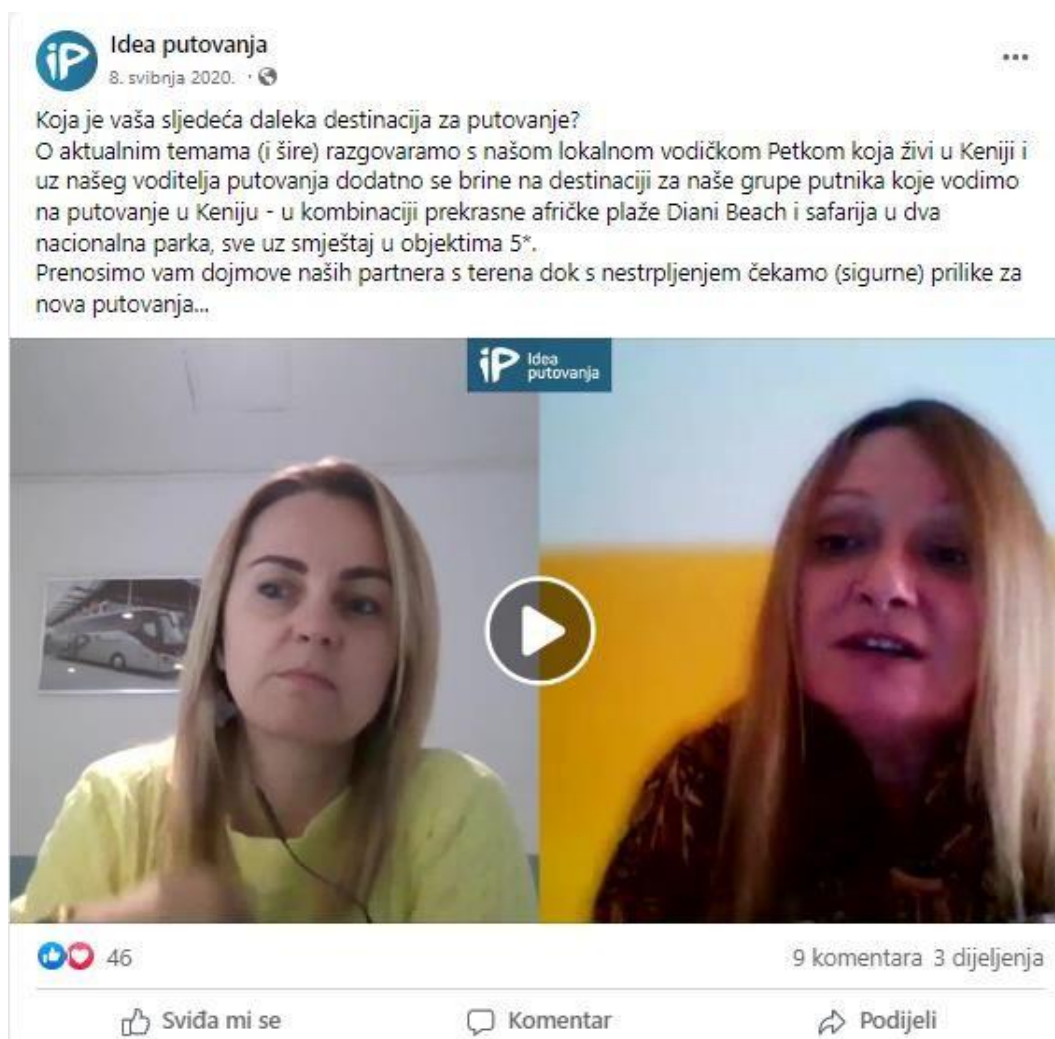 iP
Idea putovanja
8. svibnja 2020. ·
Koja je vaša sljedeća daleka destinacija za putovanje?
O aktualnim temama (i šire) razgovaramo s našom lokalnom vodičkom Petkom koja živi u Keniji i
uz našeg voditelja putovanja dodatno se brine na destinaciji za naše grupe putnika koje vodimo
na putovanje u Keniju - u kombinaciji prekrasne afričke plaže Diani Beach i safarija u dva
nacionalna parka, sve uz smještaj u objektima 5*.
Prenosimo vam dojmove naših partnera s terena dok s nestrpljenjem čekamo (sigurne) prilike za
nova putovanja...
iP Idea
putovanja
46
9 komentara 3 dijeljenja
Sviđa mi se
Komentar
Podijeli